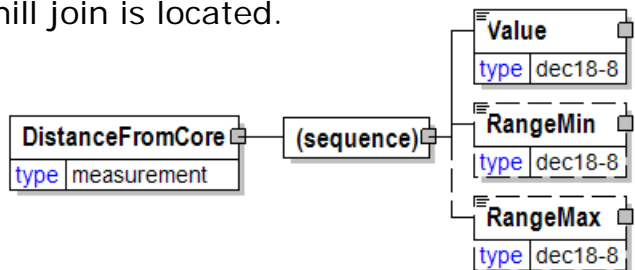 nill join is located.
Value
type dec18-8
DistanceFromCore
type measurement
(sequence)
RangeMin
type dec18-8
RangeMax
type dec18-8